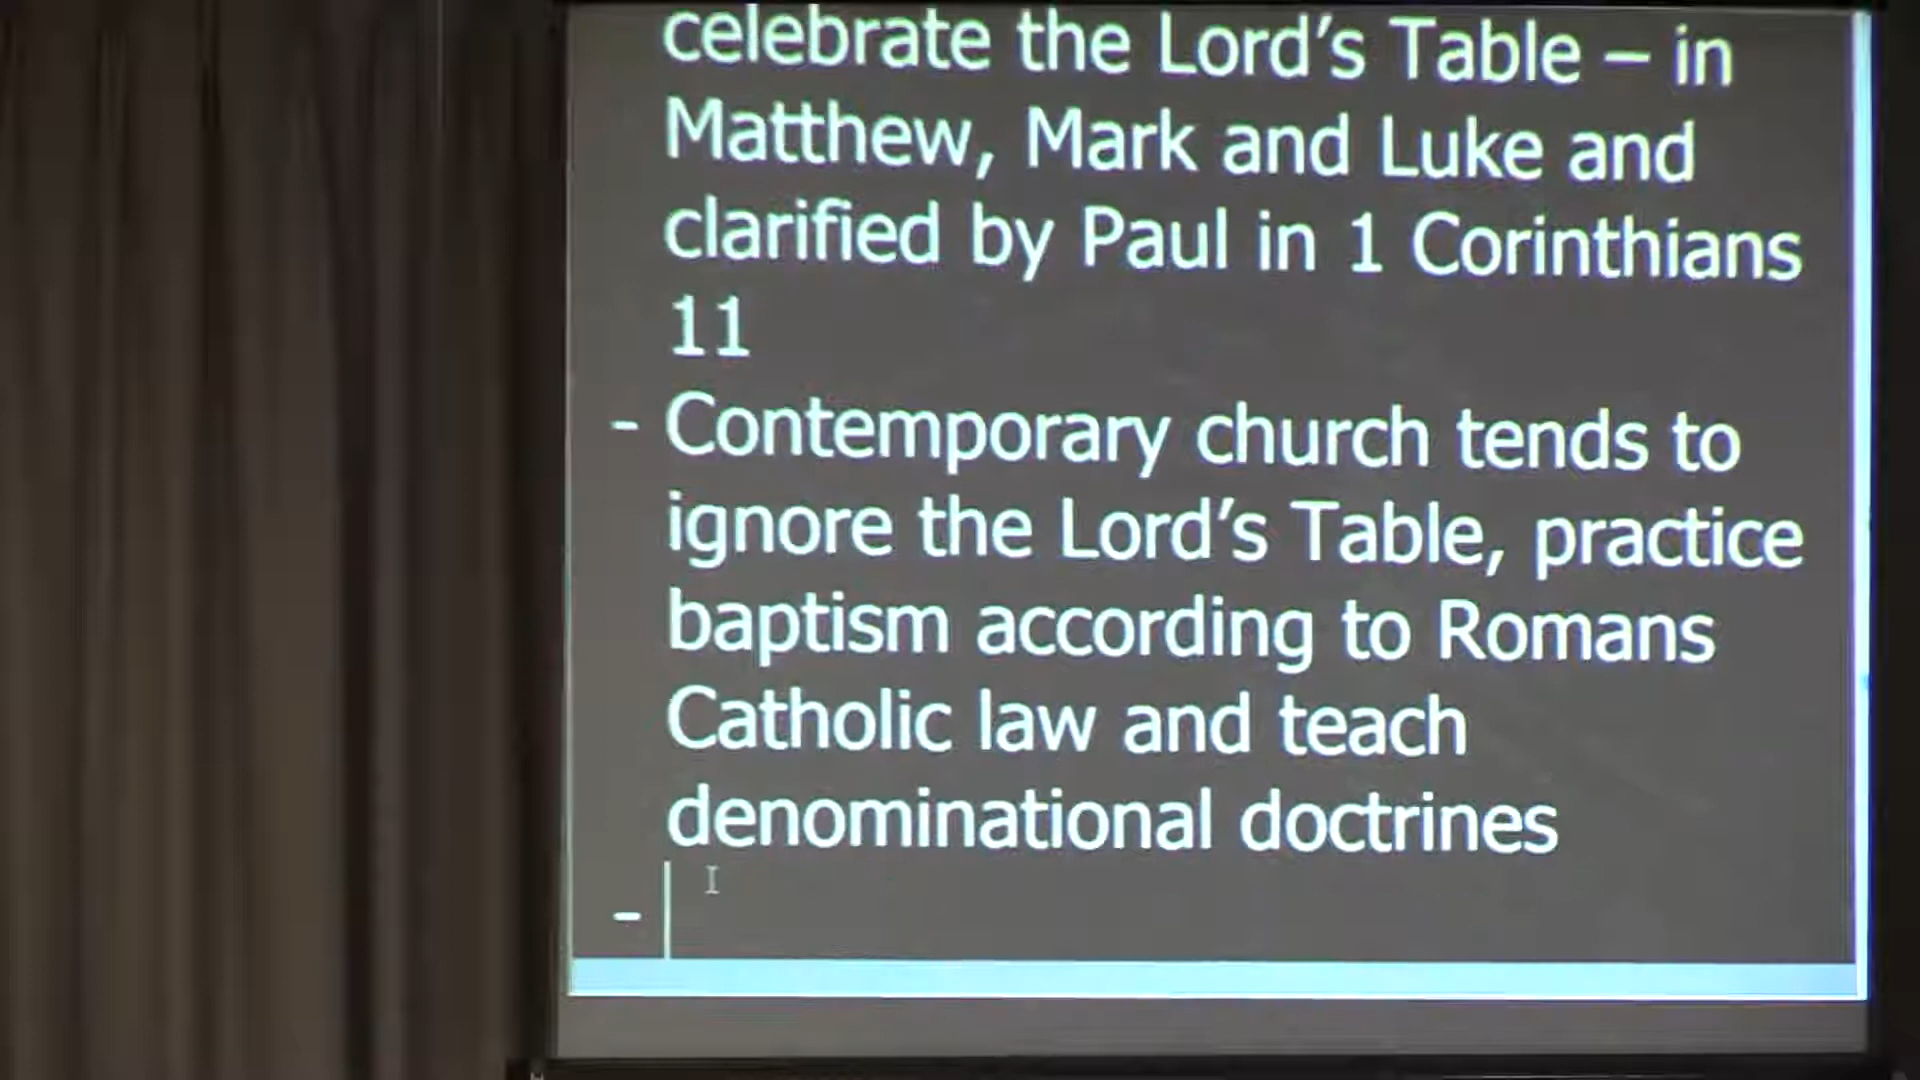 celebrate the Lord’s Table – in
Matthew, Mark and Luke and
clarified by Paul in 1 Corinthians
11
- Contemporary church tends to
ignore the Lord’s Table, practice
baptism according to Romans
Catholic law and teach
denominational doctrines
-